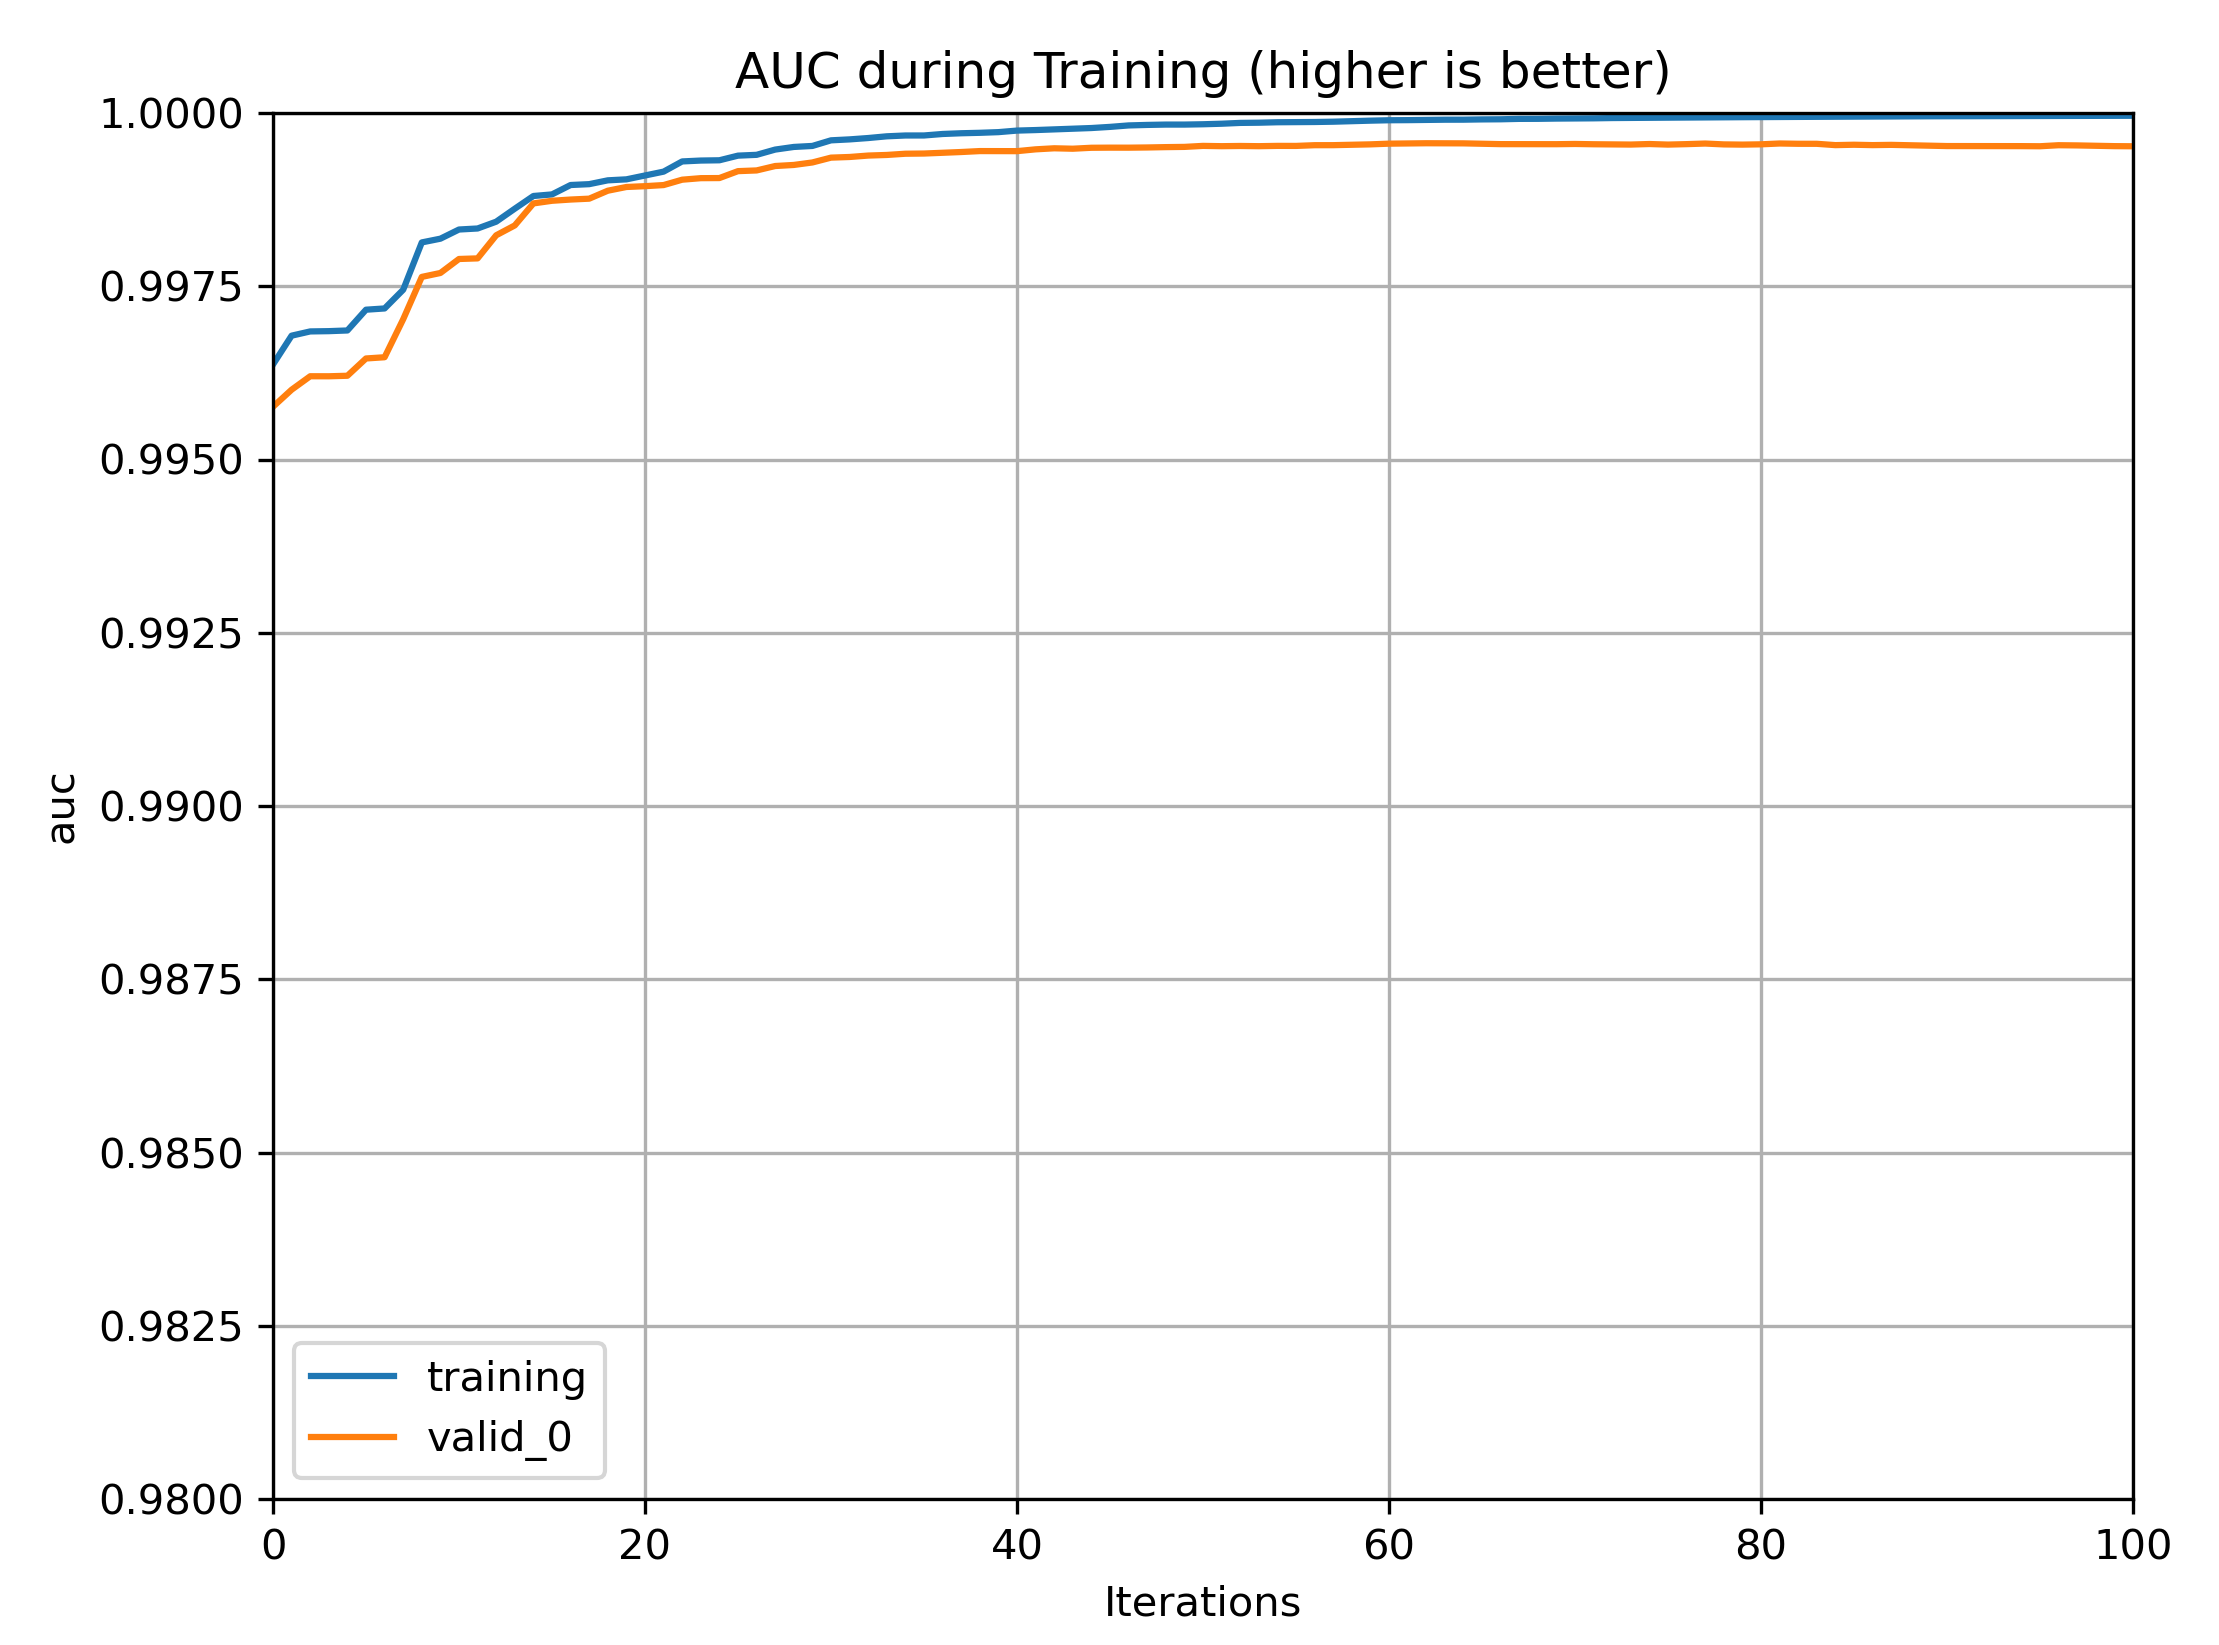 AUC during Training (higher is better)
1.0000
0.9975
0.9950
0.9925
0.9900
0.9875
0.9850
0.9825
0.9800
auc
training
valid_0
0 20 40 60 80 100
Iterations